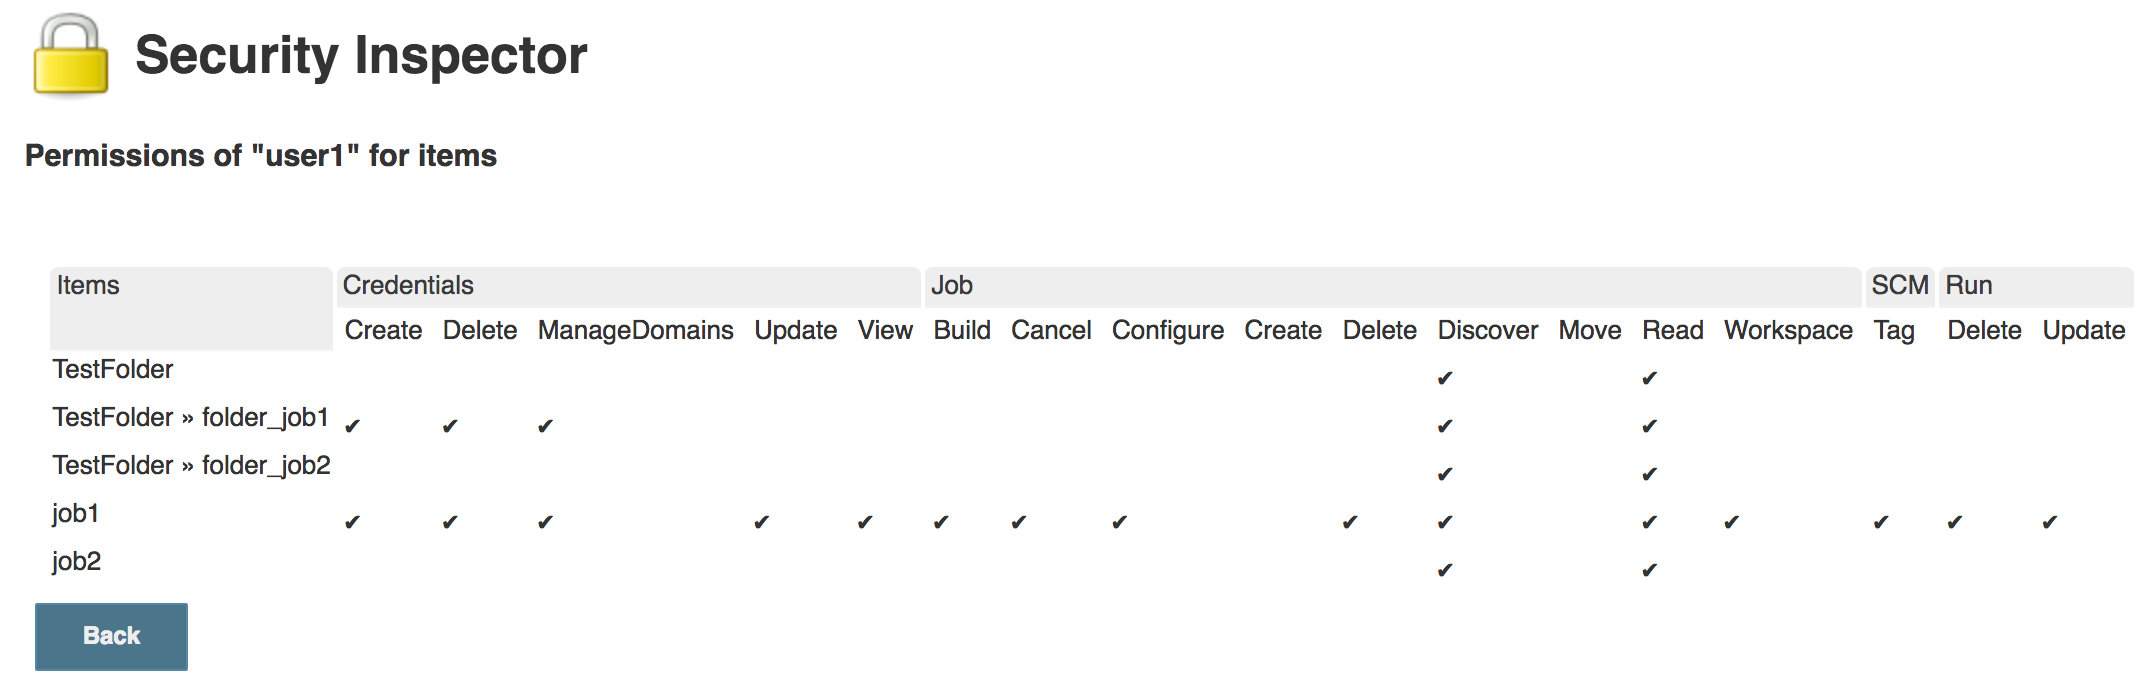 Security Inspector
Permissions of "user1" for items
Items Credentials Job SCM Run
Create Delete ManageDomains Update View Build Cancel Configure Create Delete Discover Move Read Workspace Tag Delete Update
TestFolder ✔ ✔
TestFolder » folder_job1 ✔ ✔ ✔ ✔ ✔
TestFolder » folder_job2 ✔ ✔
job1 ✔ ✔ ✔ ✔ ✔ ✔ ✔ ✔ ✔ ✔ ✔ ✔ ✔ ✔ ✔
job2 ✔ ✔
Back